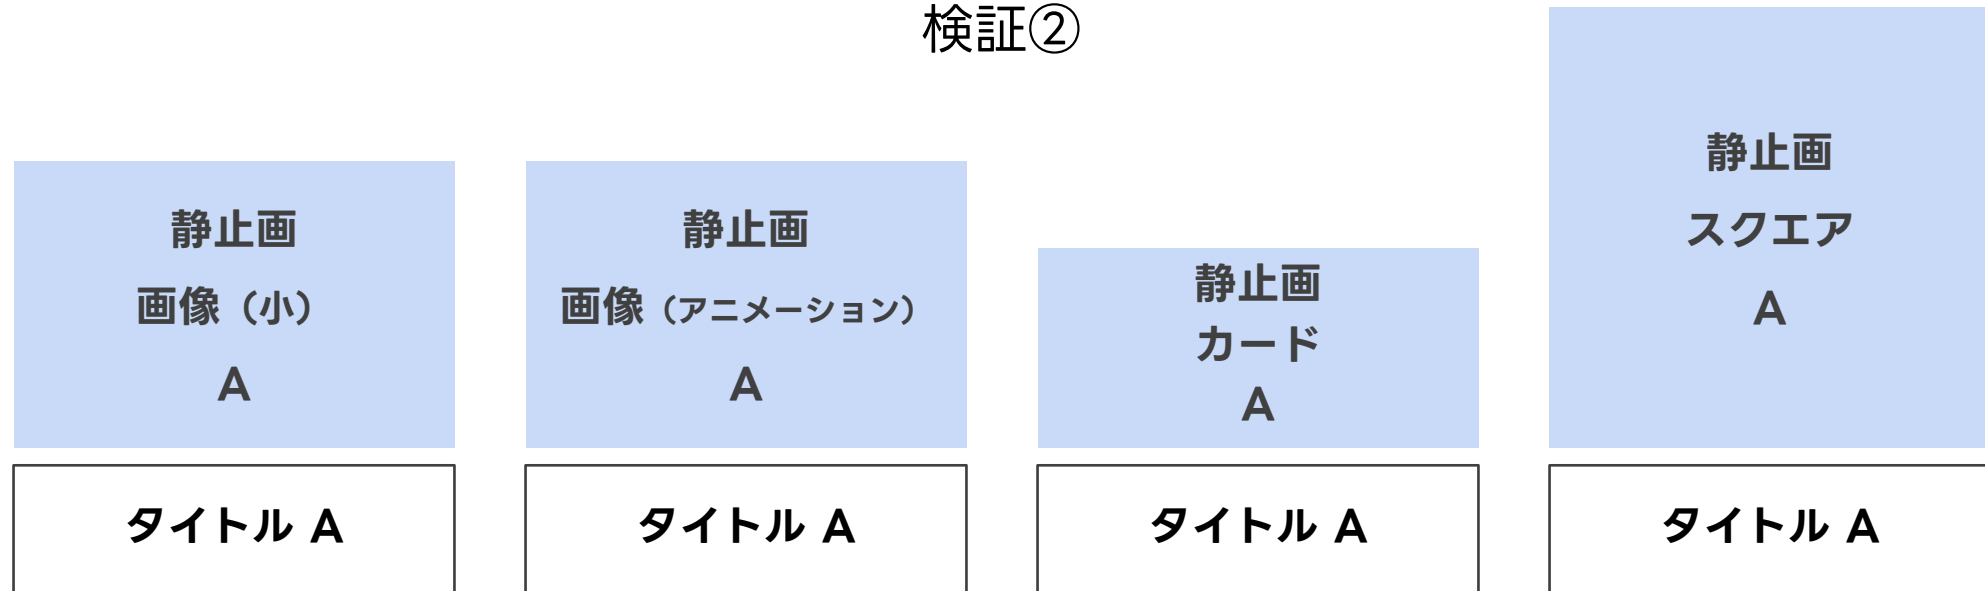 検証②
静止画
画像（小）
A
タイトル A
静止画
画像（アニメーション）
A
タイトル A
静止画
カード
A
タイトル A
静止画
スクエア
A
タイトル A